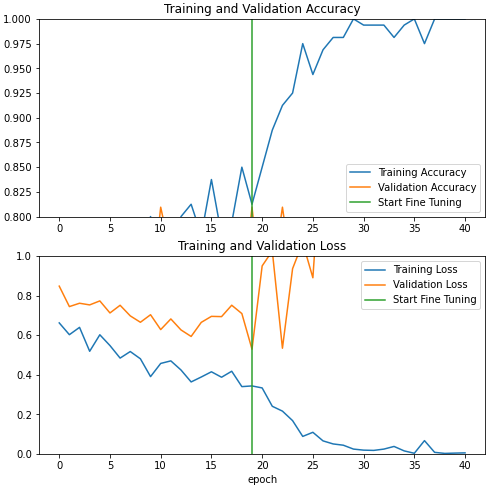 Training and Validation Accuracy
1.000
0.975
0.950
0.925
0.900
0.875
0.850
0.825
0.800
Training Accuracy
Validation Accuracy
Start Fine Tuning
0 5 10 15 20 25 30 35 40
Training and Validation Loss
1.0
0.8
0.6
0.4
0.2
0.0
Training Loss
Validation Loss
Start Fine Tuning
0 5 10 15 20 25 30 35 40
epoch